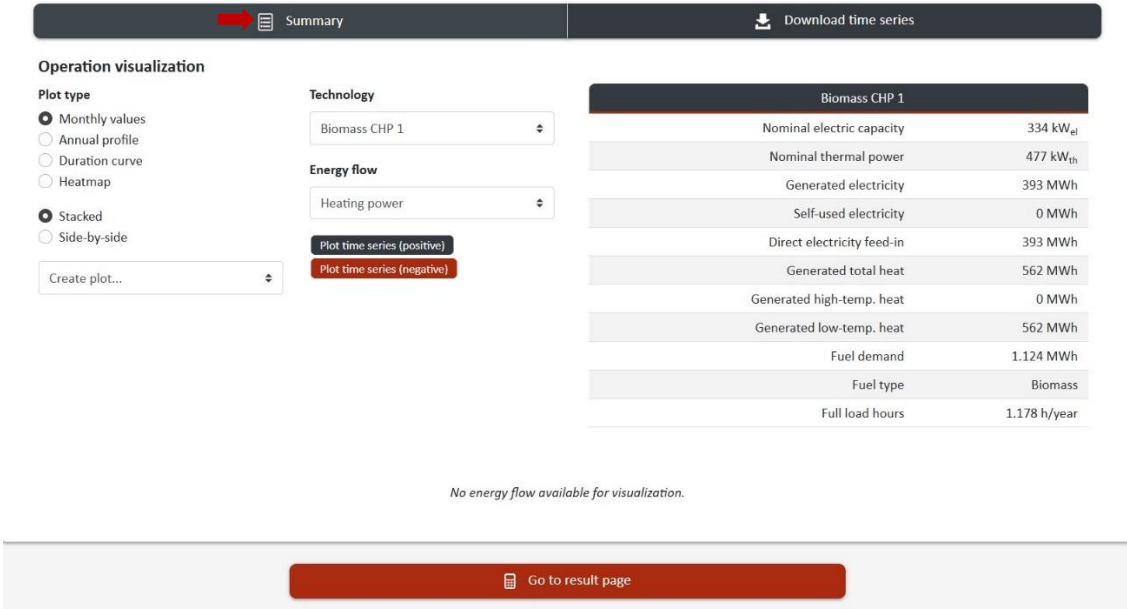 Summary
Download time series
Operation visualization
Plot type
Monthly values
Annual profile
Duration curve
Heatmap
Stacked
Side-by-side
Create plot...
Technology
Biomass CHP 1
Energy flow
Heating power
Plot time series (positive)
Plot time series (negative)
Biomass CHP 1
Nominal electric capacity 334 kWel
Nominal thermal power 477 kWth
Generated electricity 393 MWh
Self-used electricity 0 MWh
Direct electricity feed-in 393 MWh
Generated total heat 562 MWh
Generated high-temp. heat 0 MWh
Generated low-temp. heat 562 MWh
Fuel demand 1.124 MWh
Fuel type Biomass
Full load hours 1.178 h/year
No energy flow available for visualization.
Go to result page